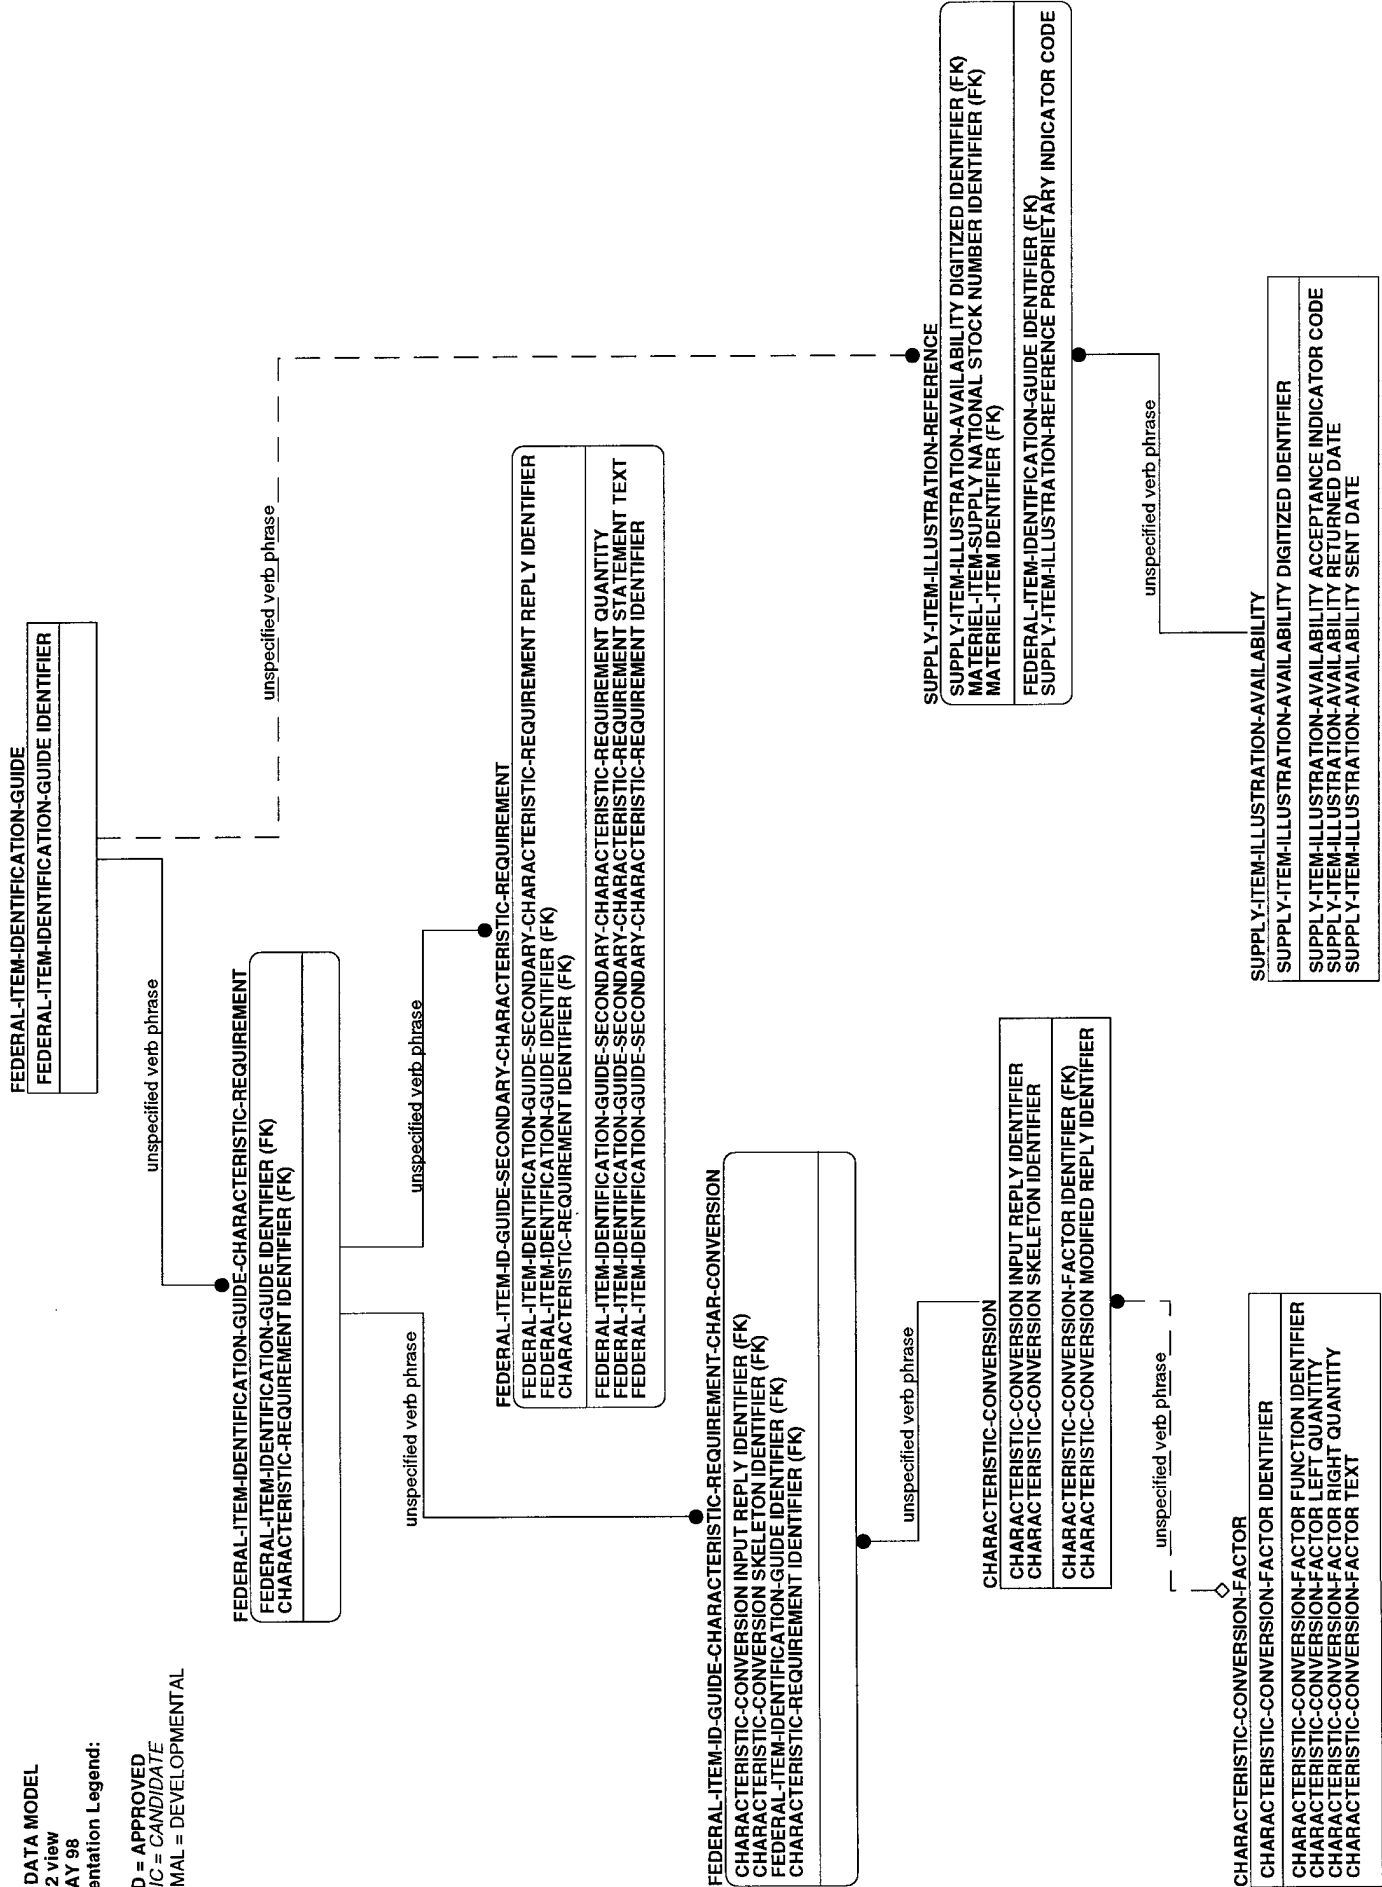 DATA MODEL
2 view
AY 98
entation Legend:
D = APPROVED
IC = CANDIDATE
MAL = DEVELOPMENTAL
FEDERAL-ITEM-IDENTIFICATION-GUIDE
FEDERAL-ITEM-IDENTIFICATION-GUIDE IDENTIFIER
unspecified verb phrase
unspecified verb phrase
FEDERAL-ITEM-IDENTIFICATION-GUIDE-CHARACTERISTIC-REQUIREMENT
FEDERAL-ITEM-IDENTIFICATION-GUIDE IDENTIFIER (FK)
CHARACTERISTIC-REQUIREMENT IDENTIFIER (FK)
unspecified verb phrase
unspecified verb phrase
FEDERAL-ITEM-ID-GUIDE-SECONDARY-CHARACTERISTIC-REQUIREMENT
FEDERAL-ITEM-IDENTIFICATION-GUIDE-SECONDARY-CHARACTERISTIC-REQUIREMENT REPLY IDENTIFIER
FEDERAL-ITEM-IDENTIFICATION-GUIDE IDENTIFIER (FK)
CHARACTERISTIC-REQUIREMENT IDENTIFIER (FK)
FEDERAL-ITEM-IDENTIFICATION-GUIDE-SECONDARY-CHARACTERISTIC-REQUIREMENT QUANTITY
FEDERAL-ITEM-IDENTIFICATION-GUIDE-SECONDARY-CHARACTERISTIC-REQUIREMENT STATEMENT TEXT
FEDERAL-ITEM-IDENTIFICATION-GUIDE-SECONDARY-CHARACTERISTIC-REQUIREMENT IDENTIFIER
FEDERAL-ITEM-ID-GUIDE-CHARACTERISTIC-REQUIREMENT-CHAR-CONVERSION
CHARACTERISTIC-CONVERSION INPUT REPLY IDENTIFIER (FK)
CHARACTERISTIC-CONVERSION SKELETON IDENTIFIER (FK)
FEDERAL-ITEM-IDENTIFICATION-GUIDE IDENTIFIER (FK)
CHARACTERISTIC-REQUIREMENT IDENTIFIER (FK)
unspecified verb phrase
SUPPLY-ITEM-ILLUSTRATION-REFERENCE
SUPPLY-ITEM-ILLUSTRATION-AVAILABILITY DIGITIZED IDENTIFIER (FK)
MATERIEL-ITEM-SUPPLY NATIONAL STOCK NUMBER IDENTIFIER (FK)
MATERIEL-ITEM IDENTIFIER (FK)
FEDERAL-ITEM-IDENTIFICATION-GUIDE IDENTIFIER (FK)
SUPPLY-ITEM-ILLUSTRATION-REFERENCE PROPRIETARY INDICATOR CODE
unspecified verb phrase
CHARACTERISTIC-CONVERSION
CHARACTERISTIC-CONVERSION INPUT REPLY IDENTIFIER
CHARACTERISTIC-CONVERSION SKELETON IDENTIFIER
CHARACTERISTIC-CONVERSION-FACTOR IDENTIFIER (FK)
CHARACTERISTIC-CONVERSION MODIFIED REPLY IDENTIFIER
unspecified verb phrase
CHARACTERISTIC-CONVERSION-FACTOR
CHARACTERISTIC-CONVERSION-FACTOR IDENTIFIER
CHARACTERISTIC-CONVERSION-FACTOR FUNCTION IDENTIFIER
CHARACTERISTIC-CONVERSION-FACTOR LEFT QUANTITY
CHARACTERISTIC-CONVERSION-FACTOR RIGHT QUANTITY
CHARACTERISTIC-CONVERSION-FACTOR TEXT
SUPPLY-ITEM-ILLUSTRATION-AVAILABILITY
SUPPLY-ITEM-ILLUSTRATION-AVAILABILITY DIGITIZED IDENTIFIER
SUPPLY-ITEM-ILLUSTRATION-AVAILABILITY ACCEPTANCE INDICATOR CODE
SUPPLY-ITEM-ILLUSTRATION-AVAILABILITY RETURNED DATE
SUPPLY-ITEM-ILLUSTRATION-AVAILABILITY SENT DATE